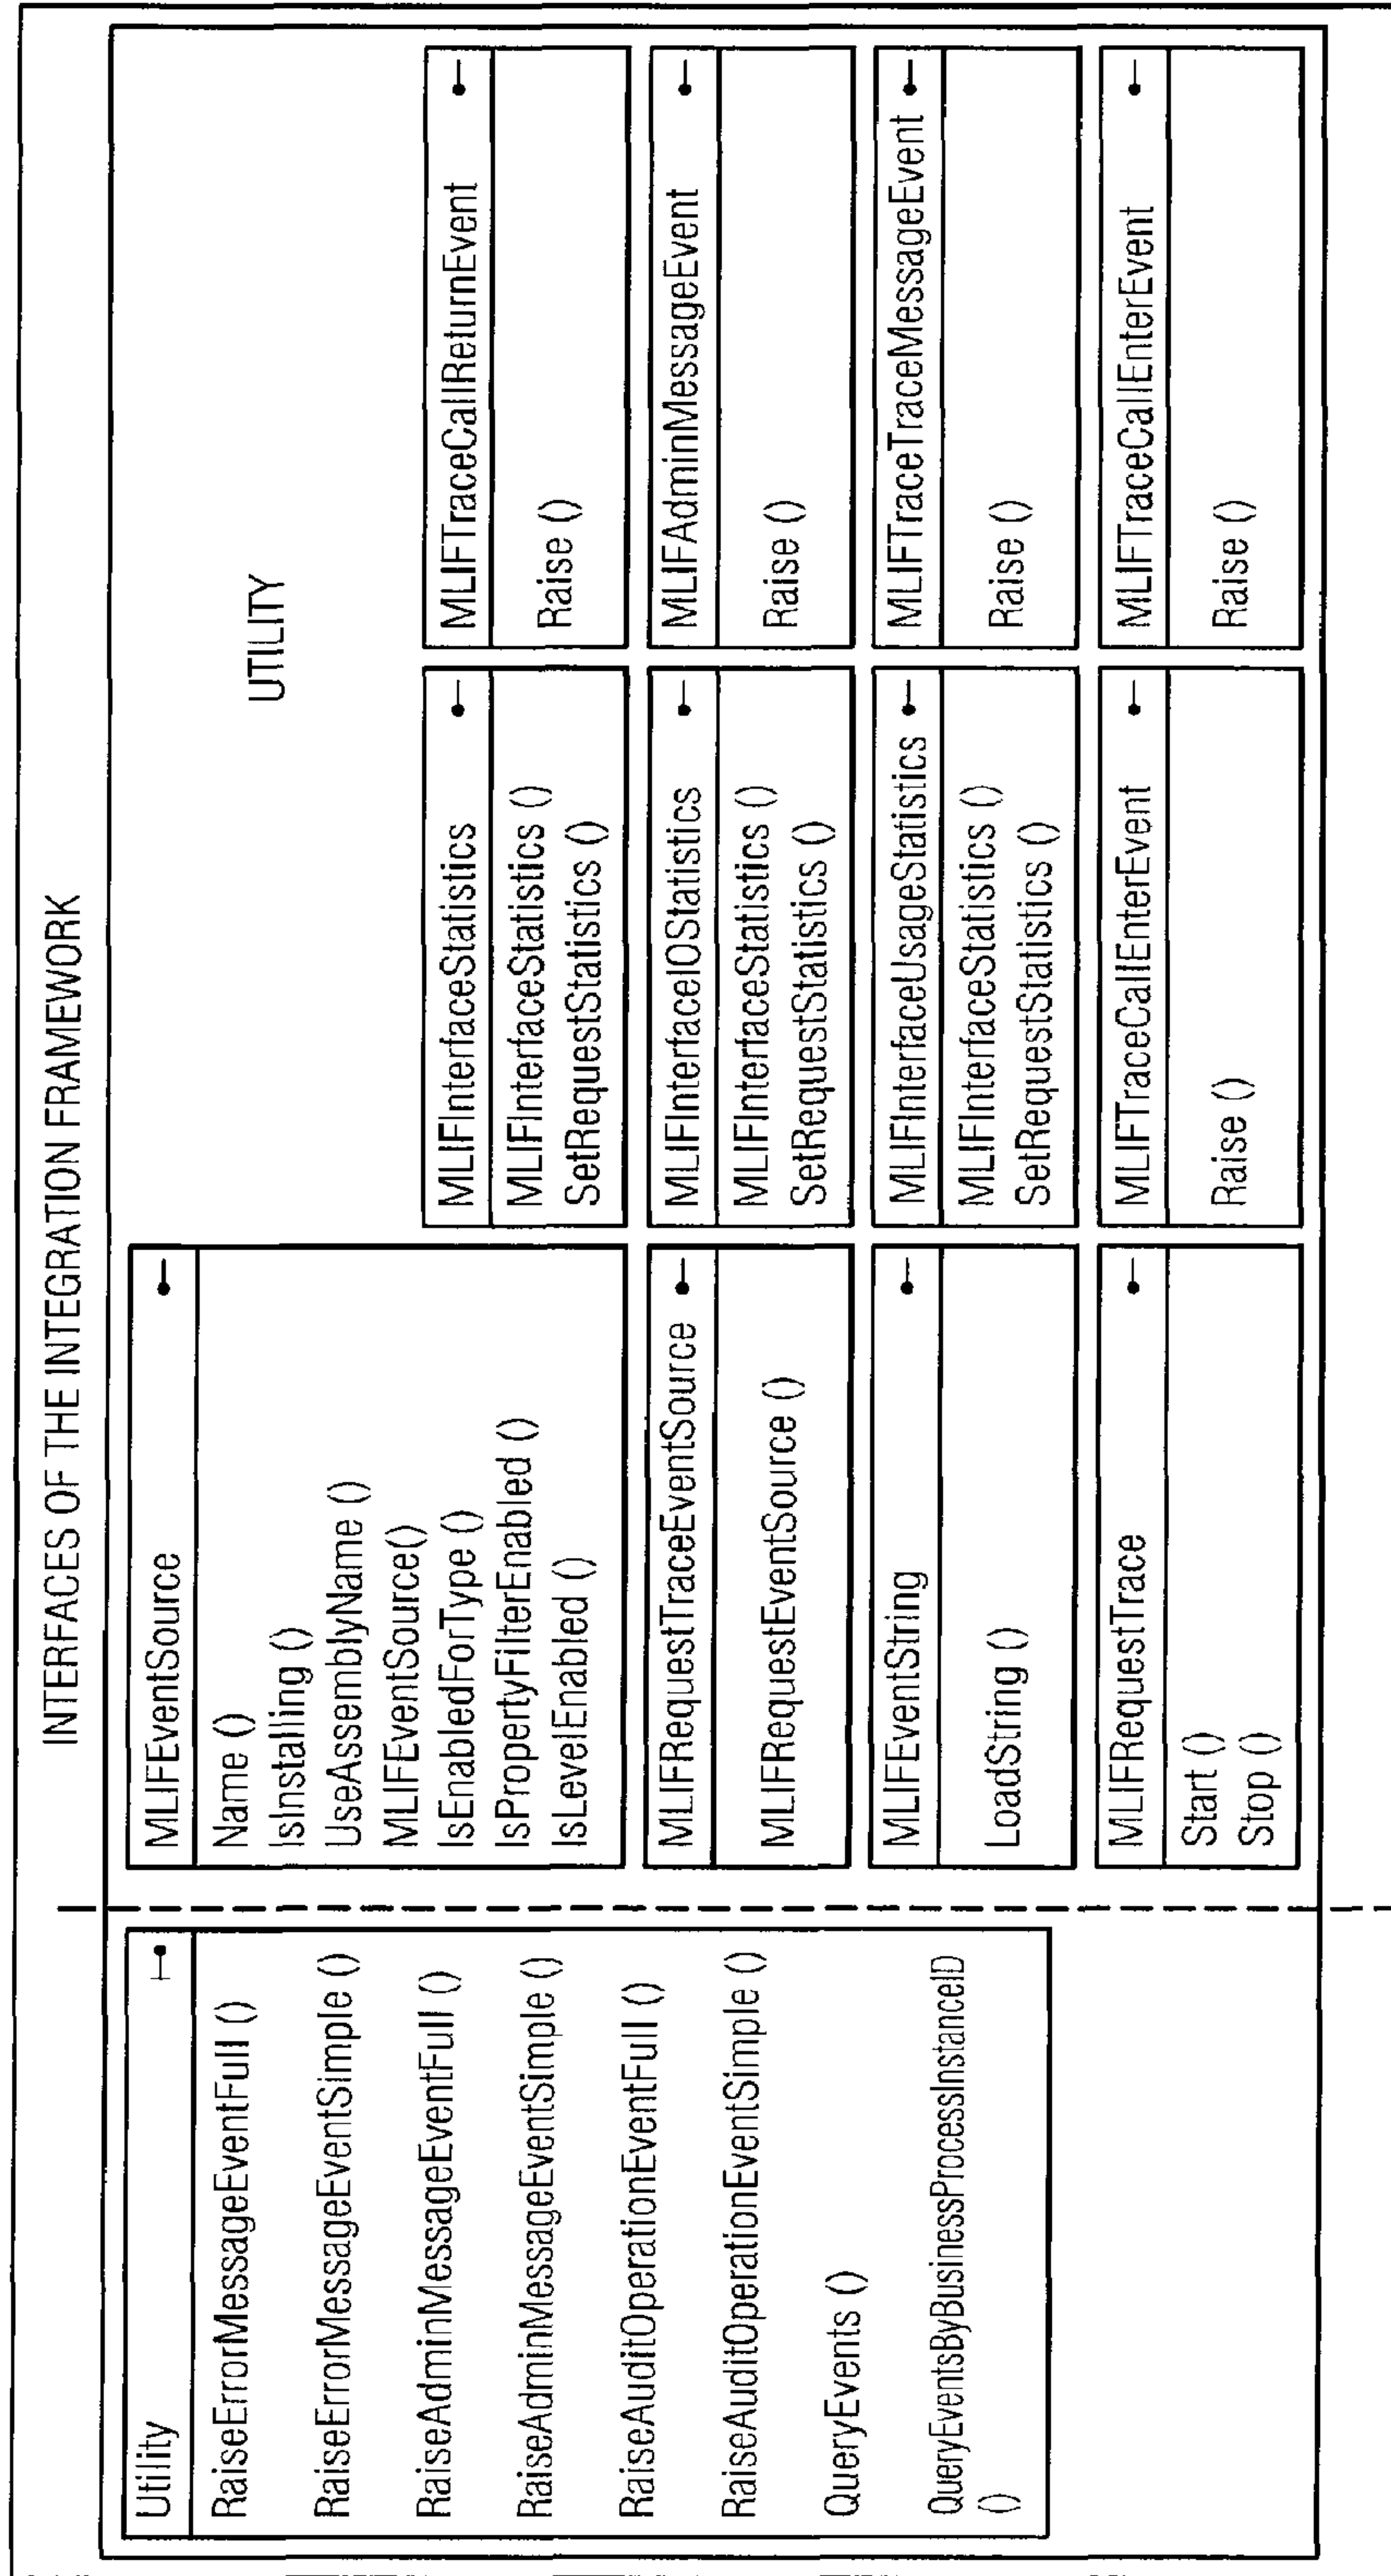 INTERFACES OF THE INTEGRATION FRAMEWORK
UTILITY
Utility
RaiseErrorMessageEventFull ()
RaiseErrorMessageEventSimple ()
RaiseAdminMessageEventFull ()
RaiseAdminMessageEventSimple ()
RaiseAuditOperationEventFull ()
RaiseAuditOperationEventSimple ()
QueryEvents ()
QueryEventsByBusinessProcessInstanceID
()
MLIFEventSource
Name ()
IsInstalling ()
UseAssemblyName ()
MLIFEventSource()
IsEnabledForType ()
IsPropertyFilterEnabled ()
IsLevelEnabled ()
MLIFRequestTraceEventSource
MLIFRequestEventSource ()
MLIFEventString
LoadString ()
MLIFRequestTrace
Start ()
Stop ()
MLIFInterfaceStatistics
MLIFInterfaceStatistics ()
SetRequestStatistics ()
MLIFInterfaceIOStatistics
MLIFInterfaceStatistics ()
SetRequestStatistics ()
MLIFInterfaceUsageStatistics
MLIFInterfaceStatistics ()
SetRequestStatistics ()
MLIFTraceCallEnterEvent
Raise ()
MLIFTraceCallReturnEvent
Raise ()
MLIFAdminMessageEvent
Raise ()
MLIFTraceTraceMessageEvent
Raise ()
MLIFTraceCallEnterEvent
Raise ()